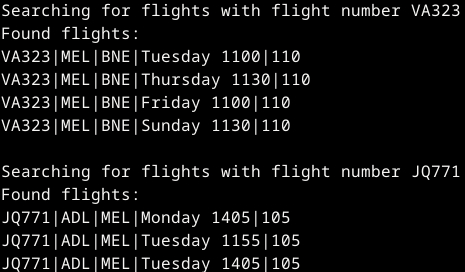 Searching for flights with flight number VA323
Found flights:
VA323|MEL|BNE|Tuesday 1100|110
VA323|MEL|BNE|Thursday 1130|110
VA323|MEL|BNE|Friday 1100|110
VA323|MEL|BNE|Sunday 1130|110

Searching for flights with flight number JQ771
Found flights:
JQ771|ADL|MEL|Monday 1405|105
JQ771|ADL|MEL|Tuesday 1155|105
JQ771|ADL|MEL|Tuesday 1405|105